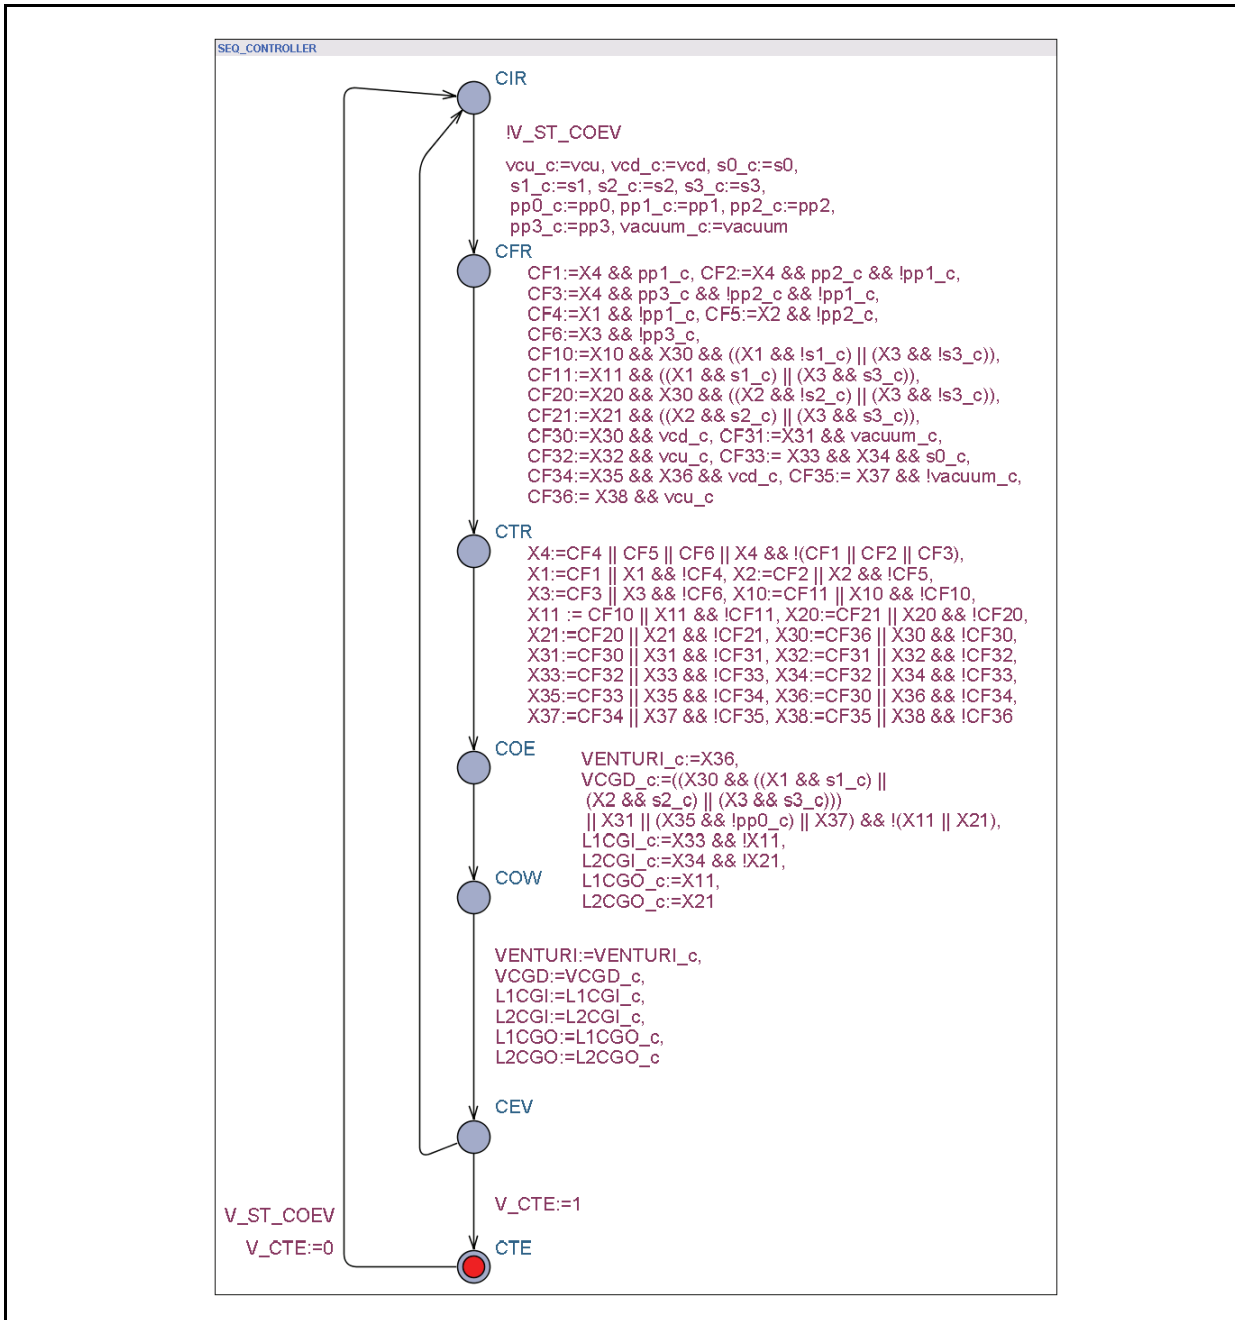 SEQ_CONTROLLER
CIR
!V_ST_COEV
vcu_c:=vcu, vcd_c:=vcd, s0_c:=s0,
s1_c:=s1, s2_c:=s2, s3_c:=s3,
pp0_c:=pp0, pp1_c:=pp1, pp2_c:=pp2,
pp3_c:=pp3, vacuum_c:=vacuum
CFR
CF1:=X4 && pp1_c, CF2:=X4 && pp2_c && !pp1_c,
CF3:=X4 && pp3_c && !pp2_c && !pp1_c,
CF4:=X1 && !pp1_c, CF5:=X2 && !pp2_c,
CF6:=X3 && !pp3_c,
CF10:=X10 && X30 && ((X1 && !s1_c) || (X3 && !s3_c)),
CF11:=X11 && ((X1 && s1_c) || (X3 && s3_c)),
CF20:=X20 && X30 && ((X2 && !s2_c) || (X3 && !s3_c)),
CF21:=X21 && ((X2 && s2_c) || (X3 && s3_c)),
CF30:=X30 && vcd_c, CF31:=X31 && vacuum_c,
CF32:=X32 && vcu_c, CF33:= X33 && X34 && s0_c,
CF34:=X35 && X36 && vcd_c, CF35:= X37 && !vacuum_c,
CF36:= X38 && vcu_c
CTR
X4:=CF4 || CF5 || CF6 || X4 && !(CF1 || CF2 || CF3),
X1:=CF1 || X1 && !CF4, X2:=CF2 || X2 && !CF5,
X3:=CF3 || X3 && !CF6, X10:=CF11 || X10 && !CF10,
X11 := CF10 || X11 && !CF11, X20:=CF21 || X20 && !CF20,
X21:=CF20 || X21 && !CF21, X30:=CF36 || X30 && !CF30,
X31:=CF30 || X31 && !CF31, X32:=CF31 || X32 && !CF32,
X33:=CF32 || X33 && !CF33, X34:=CF32 || X34 && !CF33,
X35:=CF33 || X35 && !CF34, X36:=CF30 || X36 && !CF34,
X37:=CF34 || X37 && !CF35, X38:=CF35 || X38 && !CF36
COE
VENTURI_c:=X36,
VCGD_c:=((X30 && ((X1 && s1_c) ||
(X2 && s2_c) || (X3 && s3_c)))
|| X31 || (X35 && !pp0_c) || X37) && !(X11 || X21),
L1CGI_c:=X33 && !X11,
L2CGI_c:=X34 && !X21,
L1CGO_c:=X11,
L2CGO_c:=X21
COW
VENTURI:=VENTURI_c,
VCGD:=VCGD_c,
L1CGI:=L1CGI_c,
L2CGI:=L2CGI_c,
L1CGO:=L1CGO_c,
L2CGO:=L2CGO_c
CEV
V_CTE:=1
V_ST_COEV
V_CTE:=0
CTE